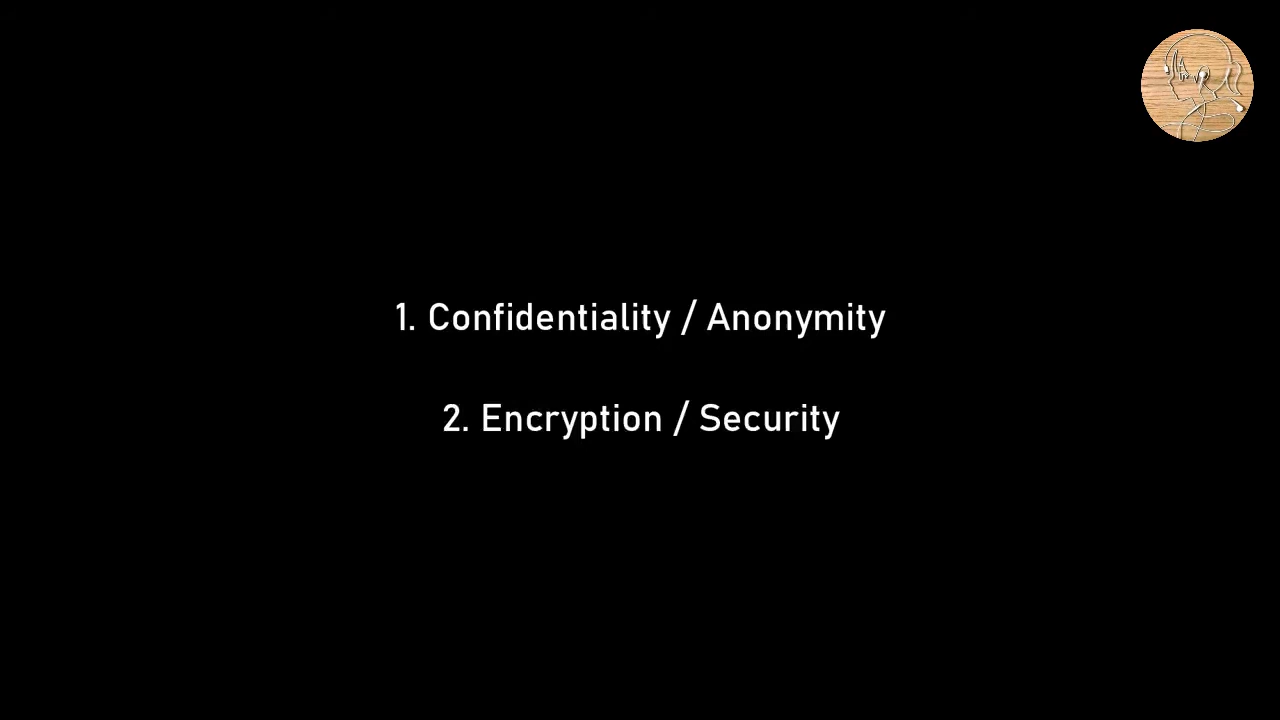 1. Confidentiality / Anonymity
2. Encryption / Security